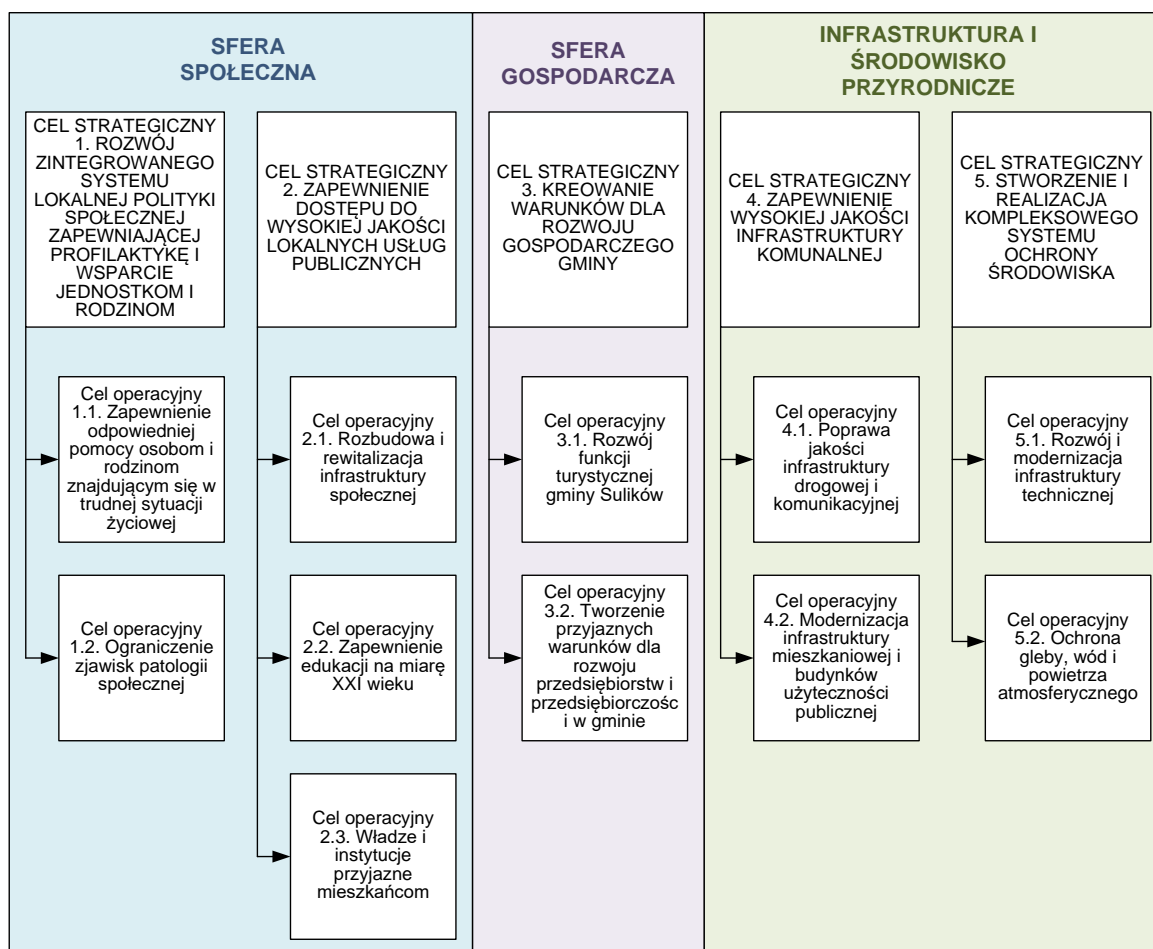 SFERA
SPOŁECZNA
SFERA
GOSPODARCZA
INFRASTRUKTURA I
ŚRODOWISKO
PRZYRODNICZE
CEL STRATEGICZNY
1. ROZWÓJ
ZINTEGROWANEGO
SYSTEMU
LOKALNEJ POLITYKI
SPOŁECZNEJ
ZAPEWNIAJĄCEJ
PROFILAKTYKĘ I
WSPARCIE
JEDNOSTKOM I
RODZINOM
CEL STRATEGICZNY
2. ZAPEWNIENIE
DOSTĘPU DO
WYSOKIEJ JAKOŚCI
LOKALNYCH USŁUG
PUBLICZNYCH
CEL STRATEGICZNY
3. KREOWANIE
WARUNKÓW DLA
ROZWOJU
GOSPODARCZEGO
GMINY
CEL STRATEGICZNY
4. ZAPEWNIENIE
WYSOKIEJ JAKOŚCI
INFRASTRUKTURY
KOMUNALNEJ
CEL STRATEGICZNY
5. STWORZENIE I
REALIZACJA
KOMPLEKSOWEGO
SYSTEMU
OCHRONY
ŚRODOWISKA
Cel operacyjny
1.1. Zapewnienie
odpowiedniej
pomocy osobom i
rodzinom
znajdującym się w
trudnej sytuacji
życiowej
Cel operacyjny
2.1. Rozbudowa i
rewitalizacja
infrastruktury
społecznej
Cel operacyjny
3.1. Rozwój
funkcji
turystycznej
gminy Sulików
Cel operacyjny
4.1. Poprawa
jakości
infrastruktury
drogowej i
komunikacyjnej
Cel operacyjny
5.1. Rozwój i
modernizacja
infrastruktury
technicznej
Cel operacyjny
1.2. Ograniczenie
zjawisk patologii
społecznej
Cel operacyjny
2.2. Zapewnienie
edukacji na miarę
XXI wieku
Cel operacyjny
3.2. Tworzenie
przyjaznych
warunków dla
rozwoju
przedsiębiorstw i
przedsiębiorczośc
i w gminie
Cel operacyjny
4.2. Modernizacja
infrastruktury
mieszkaniowej i
budynków
użyteczności
publicznej
Cel operacyjny
5.2. Ochrona
gleby, wód i
powietrza
atmosferycznego
Cel operacyjny
2.3. Władze i
instytucje
przyjazne
mieszkańcom